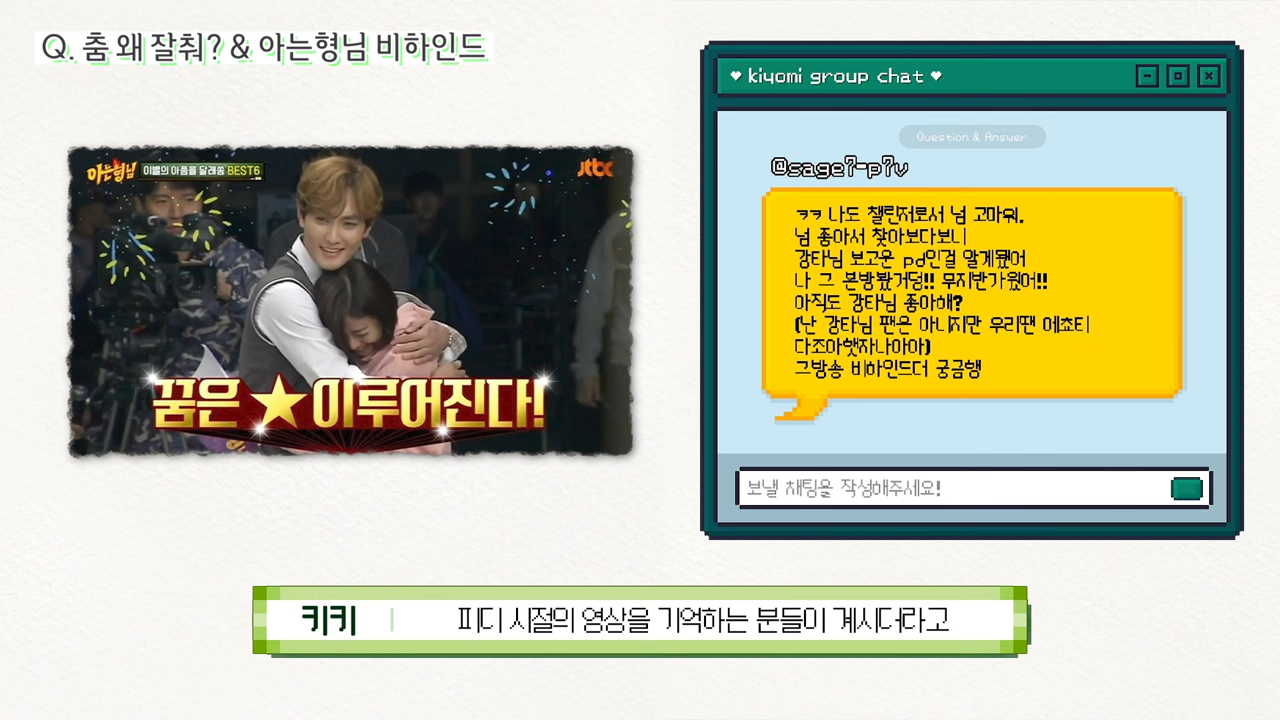 Q. 춤 왜 잘춰? & 아는형님 비하인드
아는형님
이별의 아픔을 달래쏭 BEST6
jtbc
꿈은 ★ 이루어진다!
♥ kiyomi group chat ♥
Question & Answer
@sage7-p7v
ㅋㅋ 나도 챌린저로서 넘 고마워.
넘 좋아서 찾아보다보니
강타님 보고운 pd인걸 알게됐어
나 그 본방봤거덩!! 무지반가웠어!!
아직도 강타님 좋아해?
(난 강타님 팬은 아니지만 우리땐 에쵸티
다조아햇자나아아)
그방송 비하인드더 궁금행
보낼 채팅을 작성해주세요!
키키
피디 시절의 영상을 기억하는 분들이 계시더라고